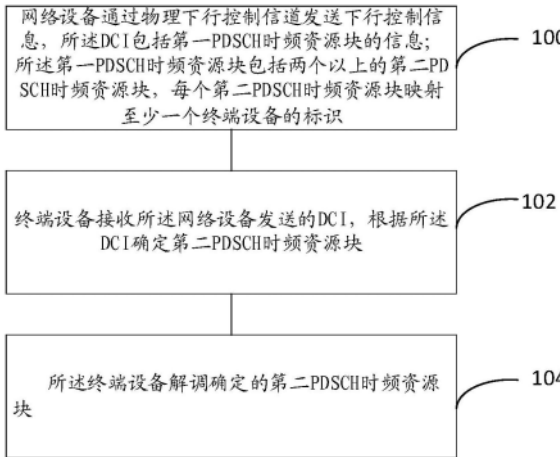 网络设备通过物理下行控制信道发送下行控制信
息，所述DCI包括第一PDSCH时频资源块的信息；
所述第一PDSCH时频资源块包括两个以上的第二PD
SCH时频资源块，每个第二PDSCH时频资源块映射
至少一个终端设备的标识
100
终端设备接收所述网络设备发送的DCI，根据所述
DCI确定第二PDSCH时频资源块
102
所述终端设备解调确定的第二PDSCH时频资源
块
104